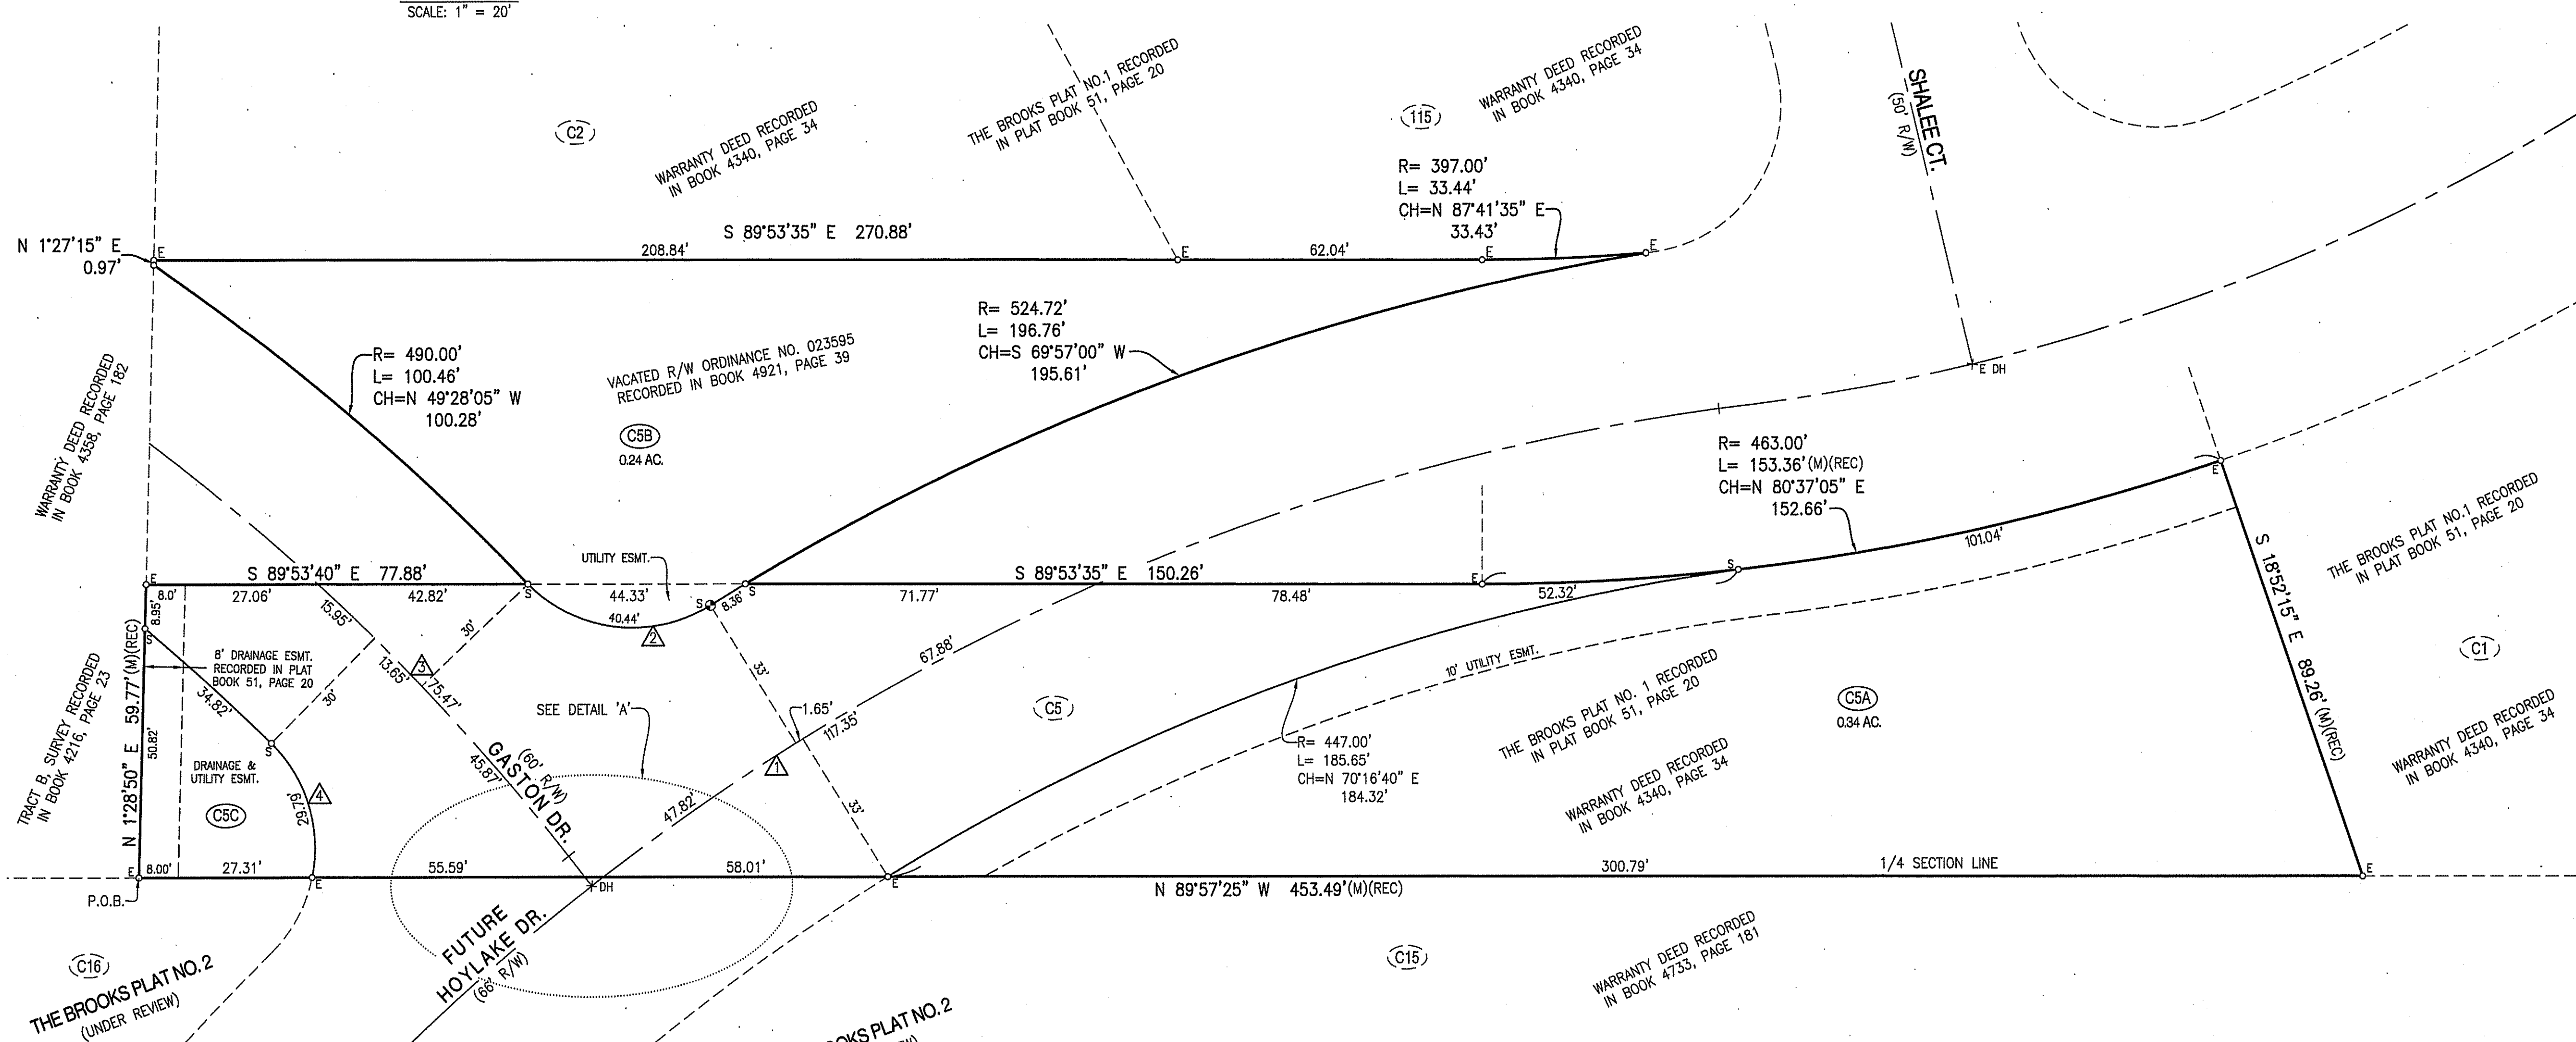 SCALE: 1" = 20'
C2
WARRANTY DEED RECORDED
IN BOOK 4340, PAGE 34
THE BROOKS PLAT NO.1 RECORDED
IN PLAT BOOK 51, PAGE 20
115
WARRANTY DEED RECORDED
IN BOOK 4340, PAGE 34
SHALEE CT.
(50' R/W)
R= 397.00'
L= 33.44'
CH=N 87°41'35" E
33.43'
N 1°27'15" E
0.97'
E
S 89°53'35" E 270.88'
208.84'
E
62.04'
E
E
R= 524.72'
L= 196.76'
CH=S 69°57'00" W
195.61'
R= 490.00'
L= 100.46'
CH=N 49°28'05" W
100.28'
VACATED R/W ORDINANCE NO. 023595
RECORDED IN BOOK 4921, PAGE 39
C5B
0.24 AC.
WARRANTY DEED RECORDED
IN BOOK 4358, PAGE 182
E DH
R= 463.00'
L= 153.36'(M)(REC)
CH=N 80°37'05" E
152.66'
E
101.04'
S
THE BROOKS PLAT NO.1 RECORDED
IN PLAT BOOK 51, PAGE 20
S 18°52'15" E 89.26'(M)(REC)
C1
WARRANTY DEED RECORDED
IN BOOK 4340, PAGE 34
UTILITY ESMT.
E
S 89°53'40" E 77.88'
8.0'
27.06'
42.82'
S
44.33'
S
S 89°53'35" E 150.26'
71.77'
78.48'
E
52.32'
8.95'
S
15.95'
30'
40.44'
2
S
8.36'
8' DRAINAGE ESMT.
RECORDED IN PLAT
BOOK 51, PAGE 20
34.82'
30'
13.65'
3
75.47'
33'
67.88'
10' UTILITY ESMT.
N 1°28'50" E 59.77'(M)(REC)
50.82'
TRACT B, SURVEY RECORDED
IN BOOK 4216, PAGE 23
S
SEE DETAIL 'A'
1.65'
117.35'
C5
THE BROOKS PLAT NO. 1 RECORDED
IN PLAT BOOK 51, PAGE 20
C5A
0.34 AC.
DRAINAGE &
UTILITY ESMT.
C5C
4
29.79'
GASTON DR.
(60' R/W)
45.87'
1
33'
47.82'
R= 447.00'
L= 185.65'
CH=N 70°16'40" E
184.32'
WARRANTY DEED RECORDED
IN BOOK 4340, PAGE 34
E
8.00'
27.31'
E
55.59'
DH
58.01'
E
300.79'
1/4 SECTION LINE
E
N 89°57'25" W 453.49'(M)(REC)
P.O.B.
FUTURE
HOYLAKE DR.
(66' R/W)
C16
THE BROOKS PLAT NO. 2
(UNDER REVIEW)
C15
WARRANTY DEED RECORDED
IN BOOK 4733, PAGE 181
OOKS PLAT NO. 2